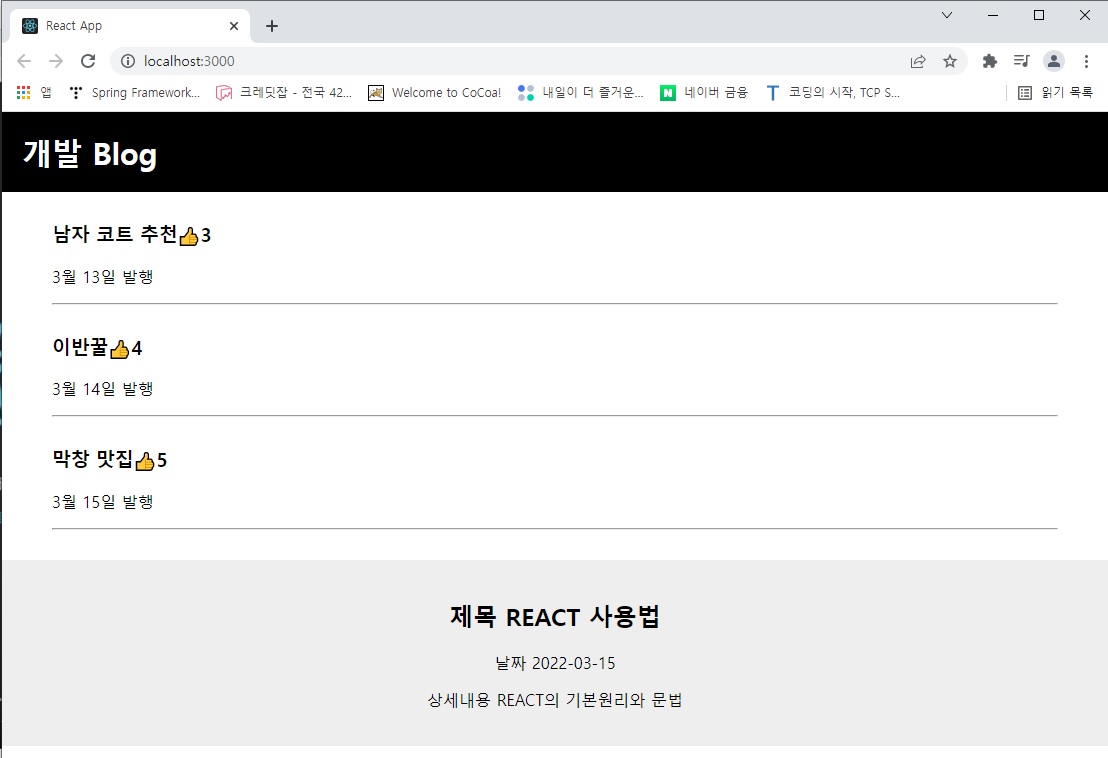 React App
localhost:3000
앱 Spring Framework... 크레딧잡 - 전국 42... Welcome to CoCoa! 내일이 더 즐거운... 네이버 금융 코딩의 시작, TCP S... 읽기 목록
개발 Blog
남자 코트 추천👍3
3월 13일 발행
이반꿀👍4
3월 14일 발행
막창 맛집👍5
3월 15일 발행
제목 REACT 사용법
날짜 2022-03-15
상세내용 REACT의 기본원리와 문법